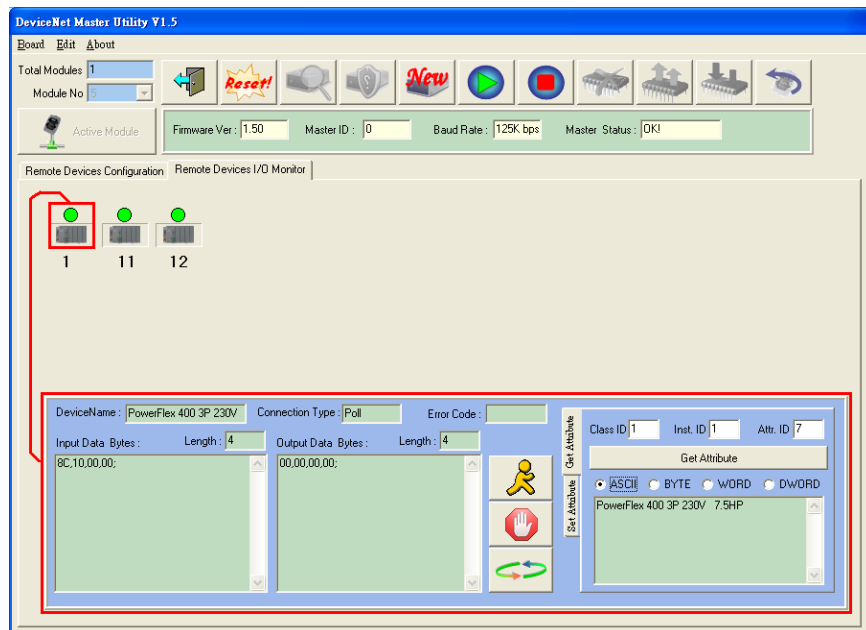 DeviceNet Master Utility V1.5
Board Edit About
Total Modules 1
Module No 5
Reset!
New
Active Module
Firmware Ver : 1.50 Master ID : 0 Baud Rate : 125K bps Master Status : OK!
Remote Devices Configuration Remote Devices I/O Monitor
1 11 12
DeviceName : PowerFlex 400 3P 230V Connection Type : Poll Error Code :
Input Data Bytes : Length : 4 Output Data Bytes : Length : 4
8C,10,00,00; 00,00,00,00;
Get Attribute
Set Attribute
Class ID 1 Inst. ID 1 Attr. ID 7
Get Attribute
ASCII BYTE WORD DWORD
PowerFlex 400 3P 230V 7.5HP